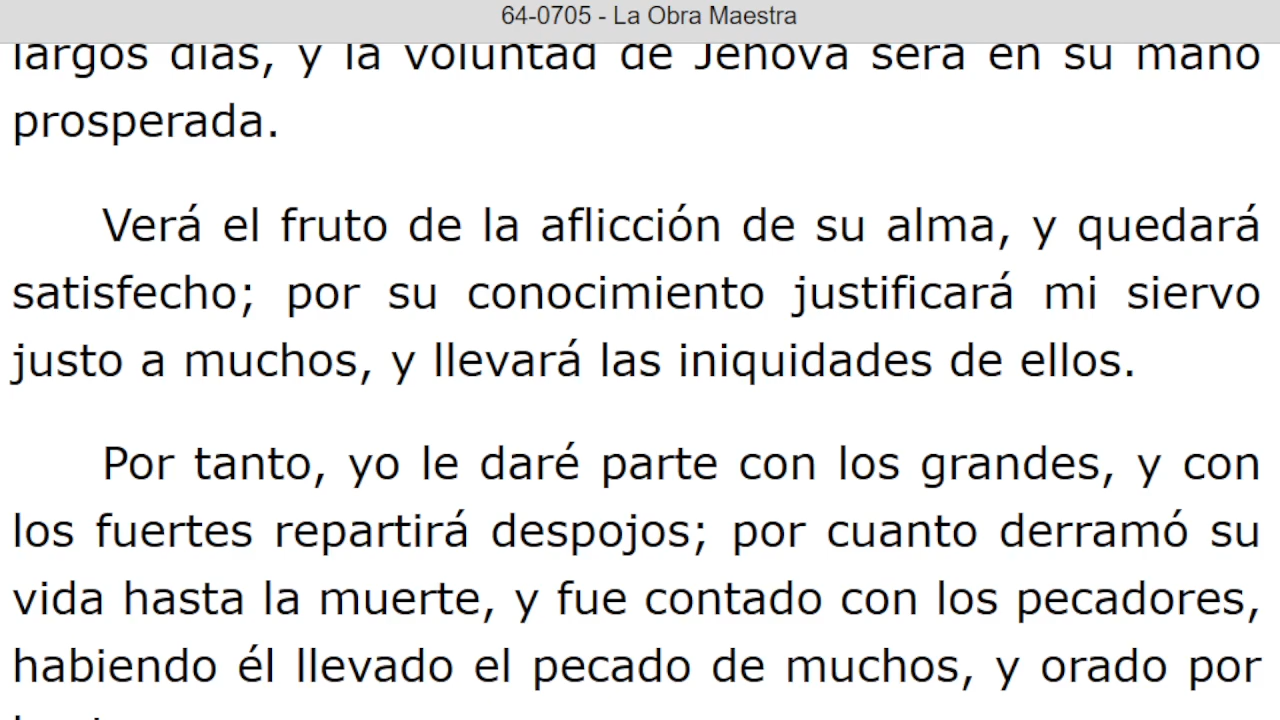 64-0705 - La Obra Maestra
largos días, y la voluntad de Jehová será en su mano
prosperada.
Verá el fruto de la aflicción de su alma, y quedará
satisfecho; por su conocimiento justificará mi siervo
justo a muchos, y llevará las iniquidades de ellos.
Por tanto, yo le daré parte con los grandes, y con
los fuertes repartirá despojos; por cuanto derramó su
vida hasta la muerte, y fue contado con los pecadores,
habiendo él llevado el pecado de muchos, y orado por